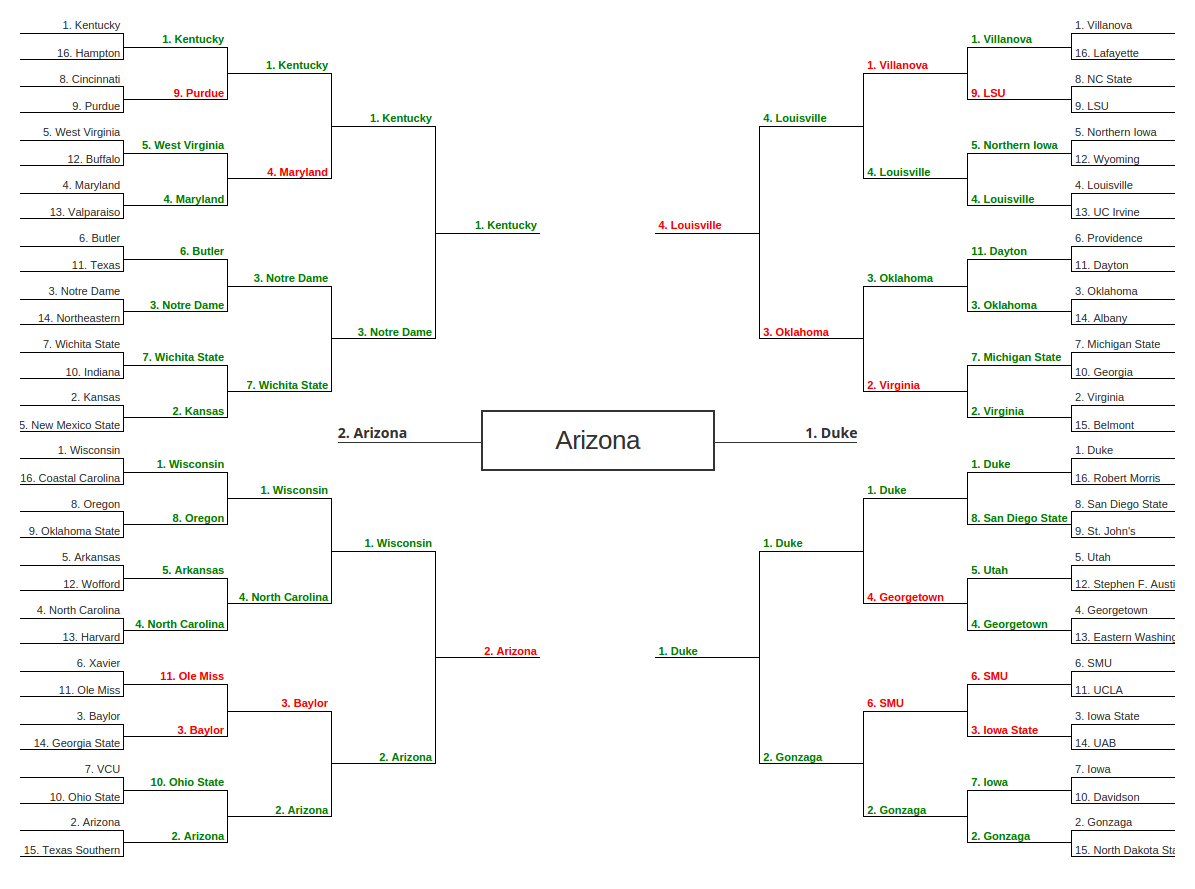 1. Kentucky
16. Hampton
8. Cincinnati
9. Purdue
5. West Virginia
12. Buffalo
4. Maryland
13. Valparaiso
6. Butler
11. Texas
3. Notre Dame
14. Northeastern
7. Wichita State
10. Indiana
2. Kansas
5. New Mexico State
1. Wisconsin
16. Coastal Carolina
8. Oregon
9. Oklahoma State
5. Arkansas
12. Wofford
4. North Carolina
13. Harvard
6. Xavier
11. Ole Miss
3. Baylor
14. Georgia State
7. VCU
10. Ohio State
2. Arizona
15. Texas Southern
1. Kentucky
9. Purdue
5. West Virginia
4. Maryland
6. Butler
3. Notre Dame
7. Wichita State
2. Kansas
1. Wisconsin
8. Oregon
5. Arkansas
4. North Carolina
11. Ole Miss
3. Baylor
10. Ohio State
2. Arizona
1. Kentucky
4. Maryland
3. Notre Dame
7. Wichita State
1. Wisconsin
4. North Carolina
3. Baylor
2. Arizona
1. Kentucky
3. Notre Dame
1. Wisconsin
2. Arizona
1. Kentucky
2. Arizona
2. Arizona
Arizona
1. Duke
4. Louisville
1. Duke
4. Louisville
3. Oklahoma
1. Duke
2. Gonzaga
1. Villanova
4. Louisville
3. Oklahoma
2. Virginia
1. Duke
4. Georgetown
6. SMU
2. Gonzaga
1. Villanova
9. LSU
5. Northern Iowa
4. Louisville
11. Dayton
3. Oklahoma
7. Michigan State
2. Virginia
1. Duke
8. San Diego State
5. Utah
4. Georgetown
6. SMU
3. Iowa State
7. Iowa
2. Gonzaga
1. Villanova
16. Lafayette
8. NC State
9. LSU
5. Northern Iowa
12. Wyoming
4. Louisville
13. UC Irvine
6. Providence
11. Dayton
3. Oklahoma
14. Albany
7. Michigan State
10. Georgia
2. Virginia
15. Belmont
1. Duke
16. Robert Morris
8. San Diego State
9. St. John's
5. Utah
12. Stephen F. Austi
4. Georgetown
13. Eastern Washing
6. SMU
11. UCLA
3. Iowa State
14. UAB
7. Iowa
10. Davidson
2. Gonzaga
15. North Dakota Sta